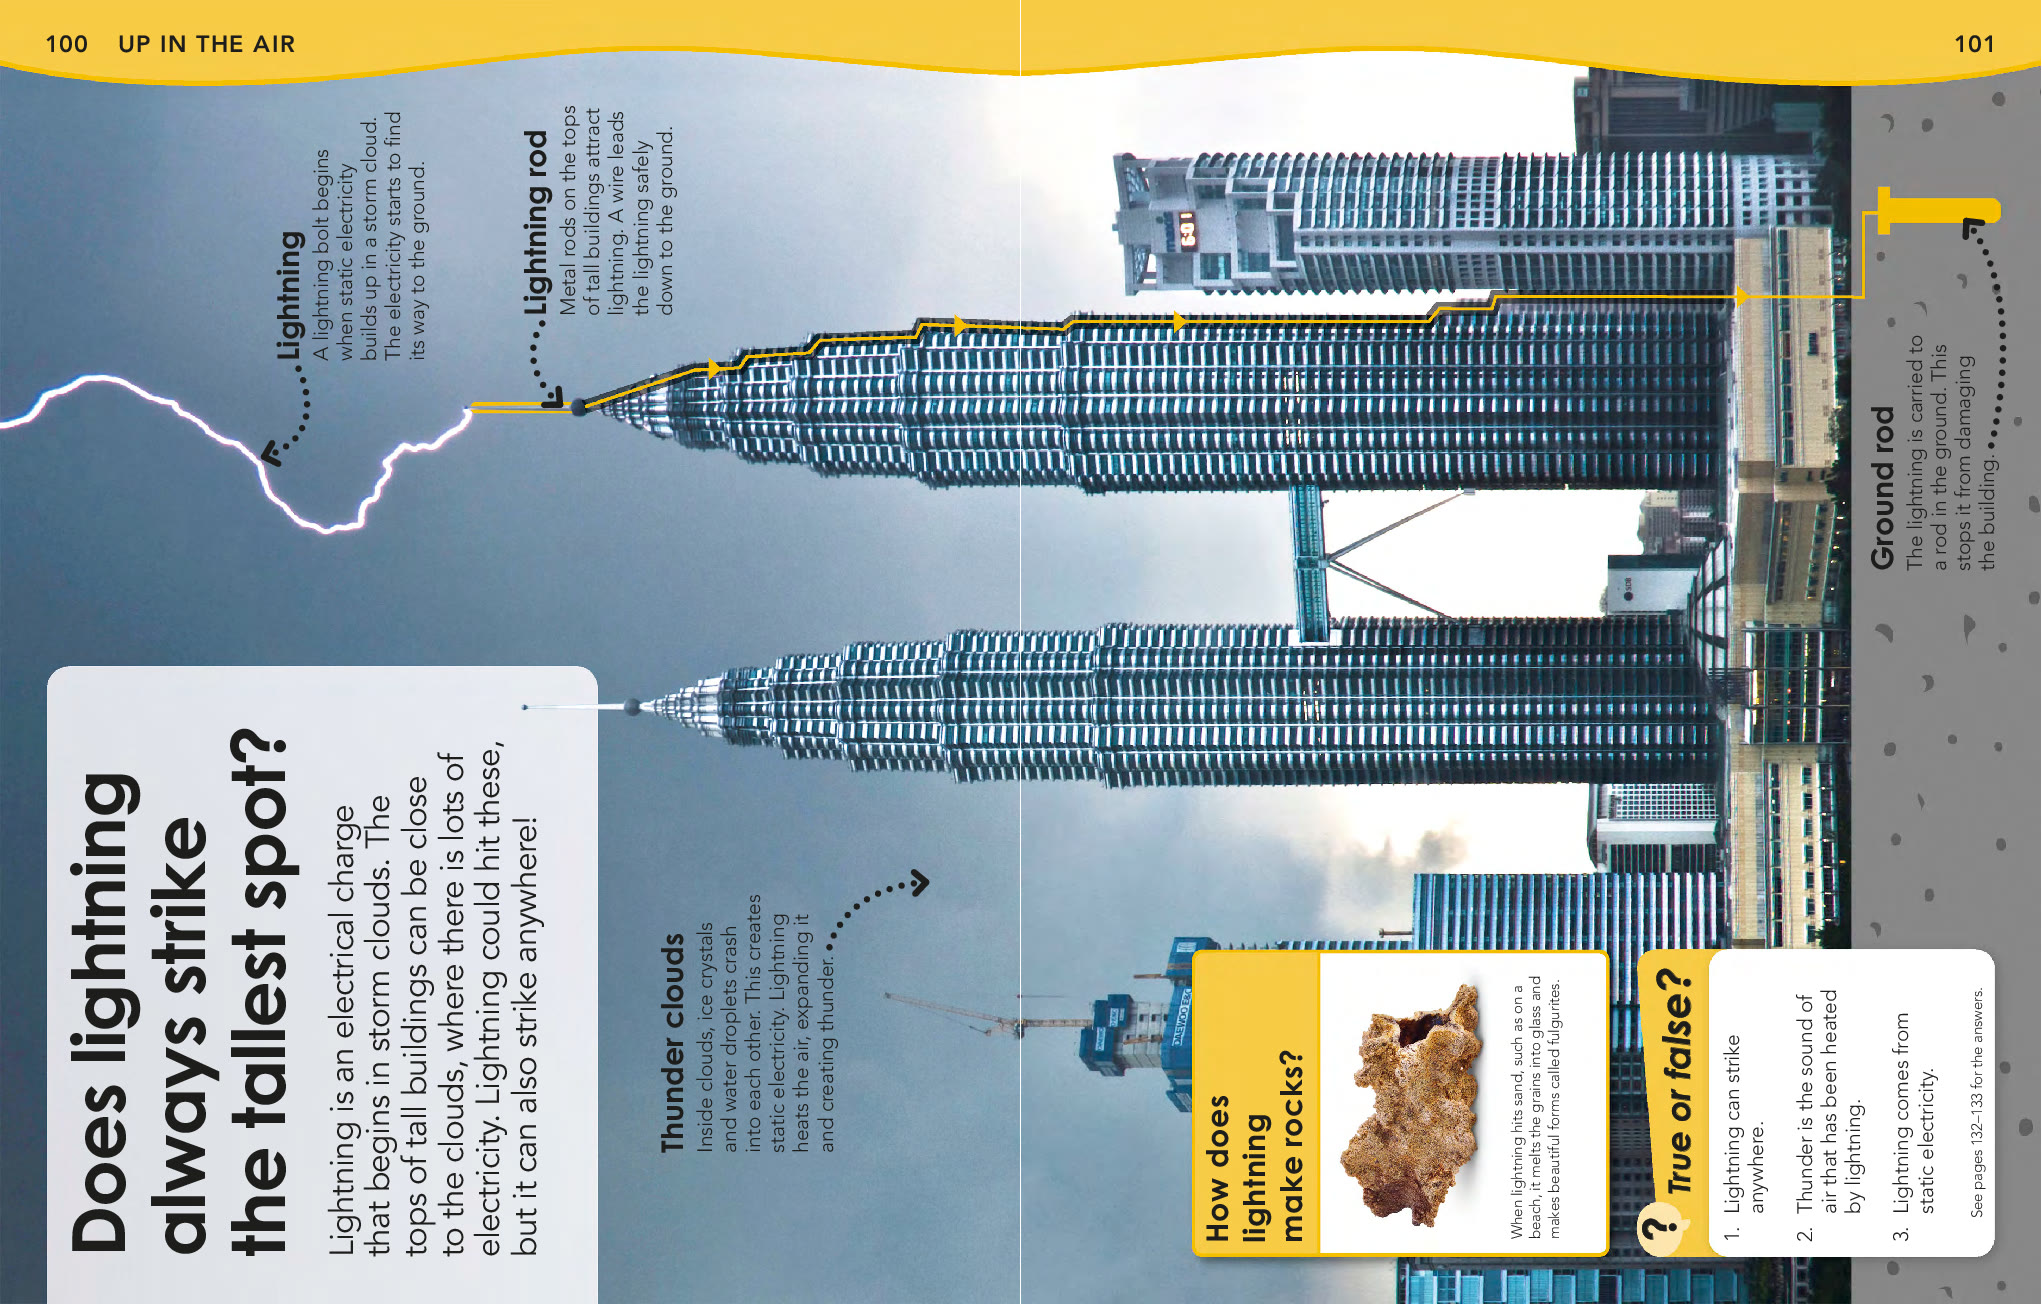 100 UP IN THE AIR
101
Does lightning
always strike
the tallest spot?
Lightning is an electrical charge
that begins in storm clouds. The
tops of tall buildings can be close
to the clouds, where there is lots of
electricity. Lightning could hit these,
but it can also strike anywhere!
Lightning
A lightning bolt begins
when static electricity
builds up in a storm cloud.
The electricity starts to find
its way to the ground.
Lightning rod
Metal rods on the tops
of tall buildings attract
lightning. A wire leads
the lightning safely
down to the ground.
Thunder clouds
Inside clouds, ice crystals
and water droplets crash
into each other. This creates
static electricity. Lightning
heats the air, expanding it
and creating thunder.
Ground rod
The lightning is carried to
a rod in the ground. This
stops it from damaging
the building.
How does
lightning
make rocks?
When lightning hits sand, such as on a
beach, it melts the grains into glass and
makes beautiful forms called fulgurites.
? True or false?
1. Lightning can strike
anywhere.
2. Thunder is the sound of
air that has been heated
by lightning.
3. Lightning comes from
static electricity.
See pages 132–133 for the answers.